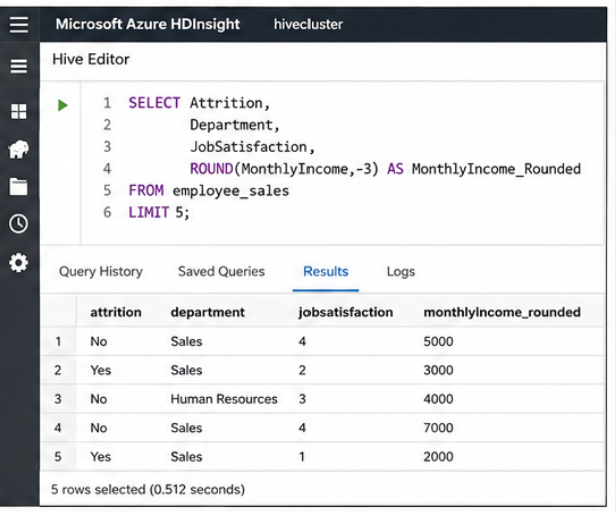 Microsoft Azure HDInsight hivecluster
Hive Editor
1 SELECT Attrition,
2 Department,
3 JobSatisfaction,
4 ROUND(MonthlyIncome,-3) AS MonthlyIncome_Rounded
5 FROM employee_sales
6 LIMIT 5;
Query History Saved Queries Results Logs
attrition department jobsatisfaction monthlyincome_rounded
1 No Sales 4 5000
2 Yes Sales 2 3000
3 No Human Resources 3 4000
4 No Sales 4 7000
5 Yes Sales 1 2000
5 rows selected (0.512 seconds)